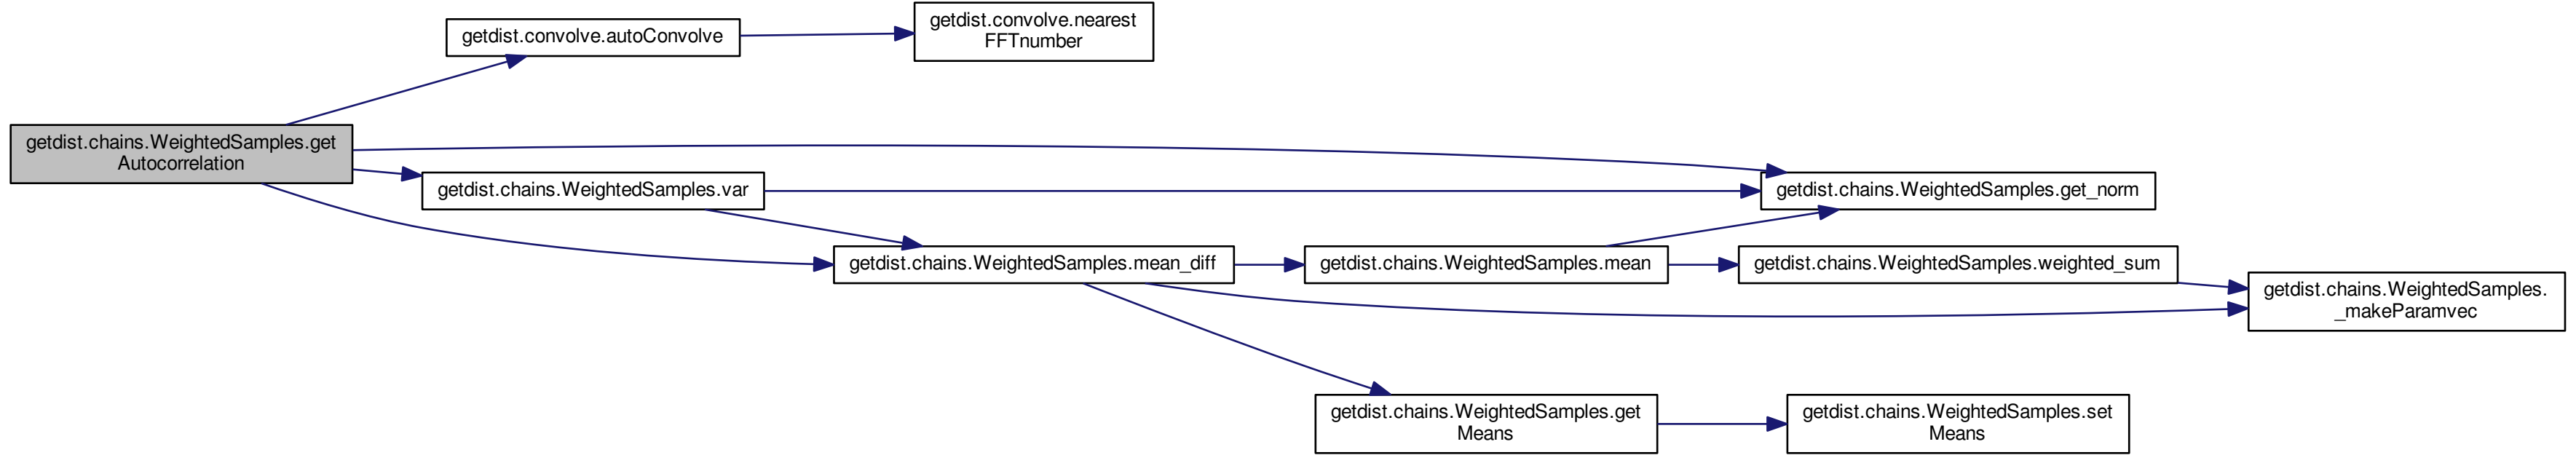 getdist.convolve.nearest
FFTnumber
getdist.convolve.autoConvolve
getdist.chains.WeightedSamples.get
Autocorrelation
getdist.chains.WeightedSamples.var
getdist.chains.WeightedSamples.get_norm
getdist.chains.WeightedSamples.mean_diff
getdist.chains.WeightedSamples.mean
getdist.chains.WeightedSamples.weighted_sum
getdist.chains.WeightedSamples.
_makeParamvec
getdist.chains.WeightedSamples.get
Means
getdist.chains.WeightedSamples.set
Means